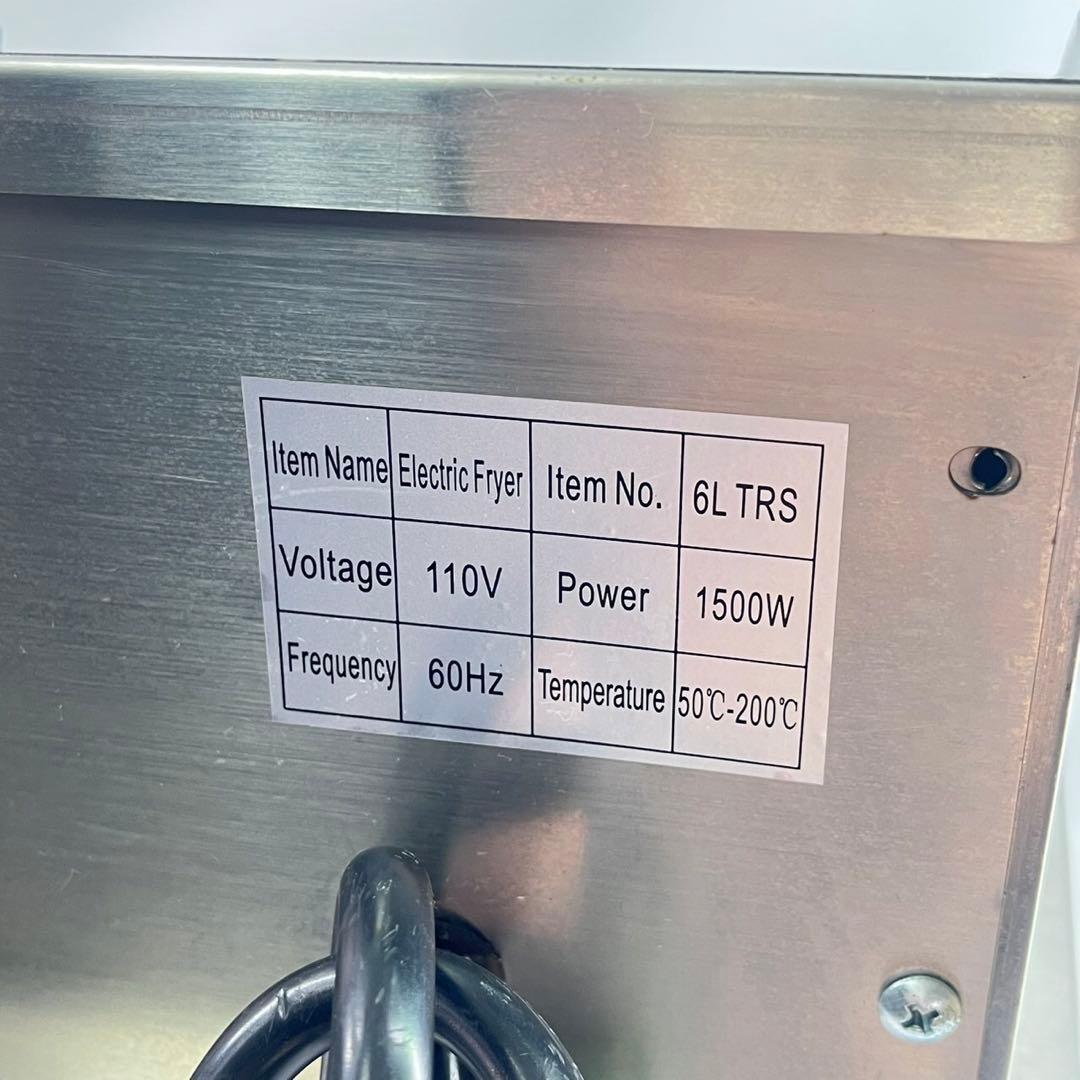 Item Name Electric Fryer Item No. 6L TRS
Voltage 110V Power 1500W
Frequency 60Hz Temperature 50℃-200℃